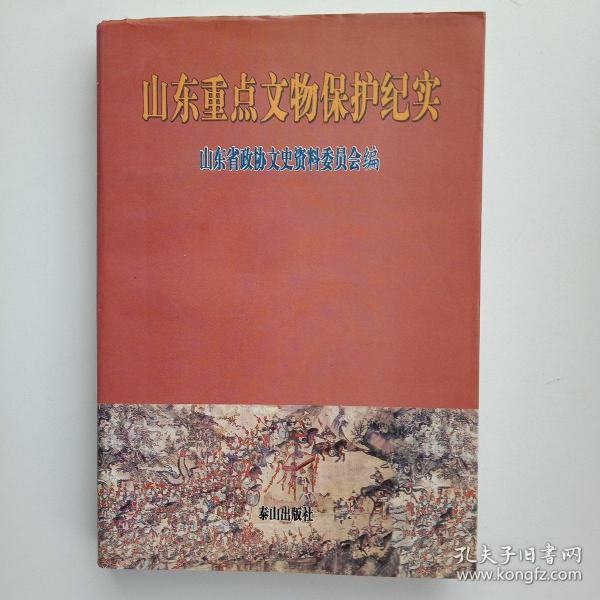 山东重点文物保护纪实
山东省政协文史资料委员会编
泰山出版社
孔夫子旧書网
www.kongfz.com